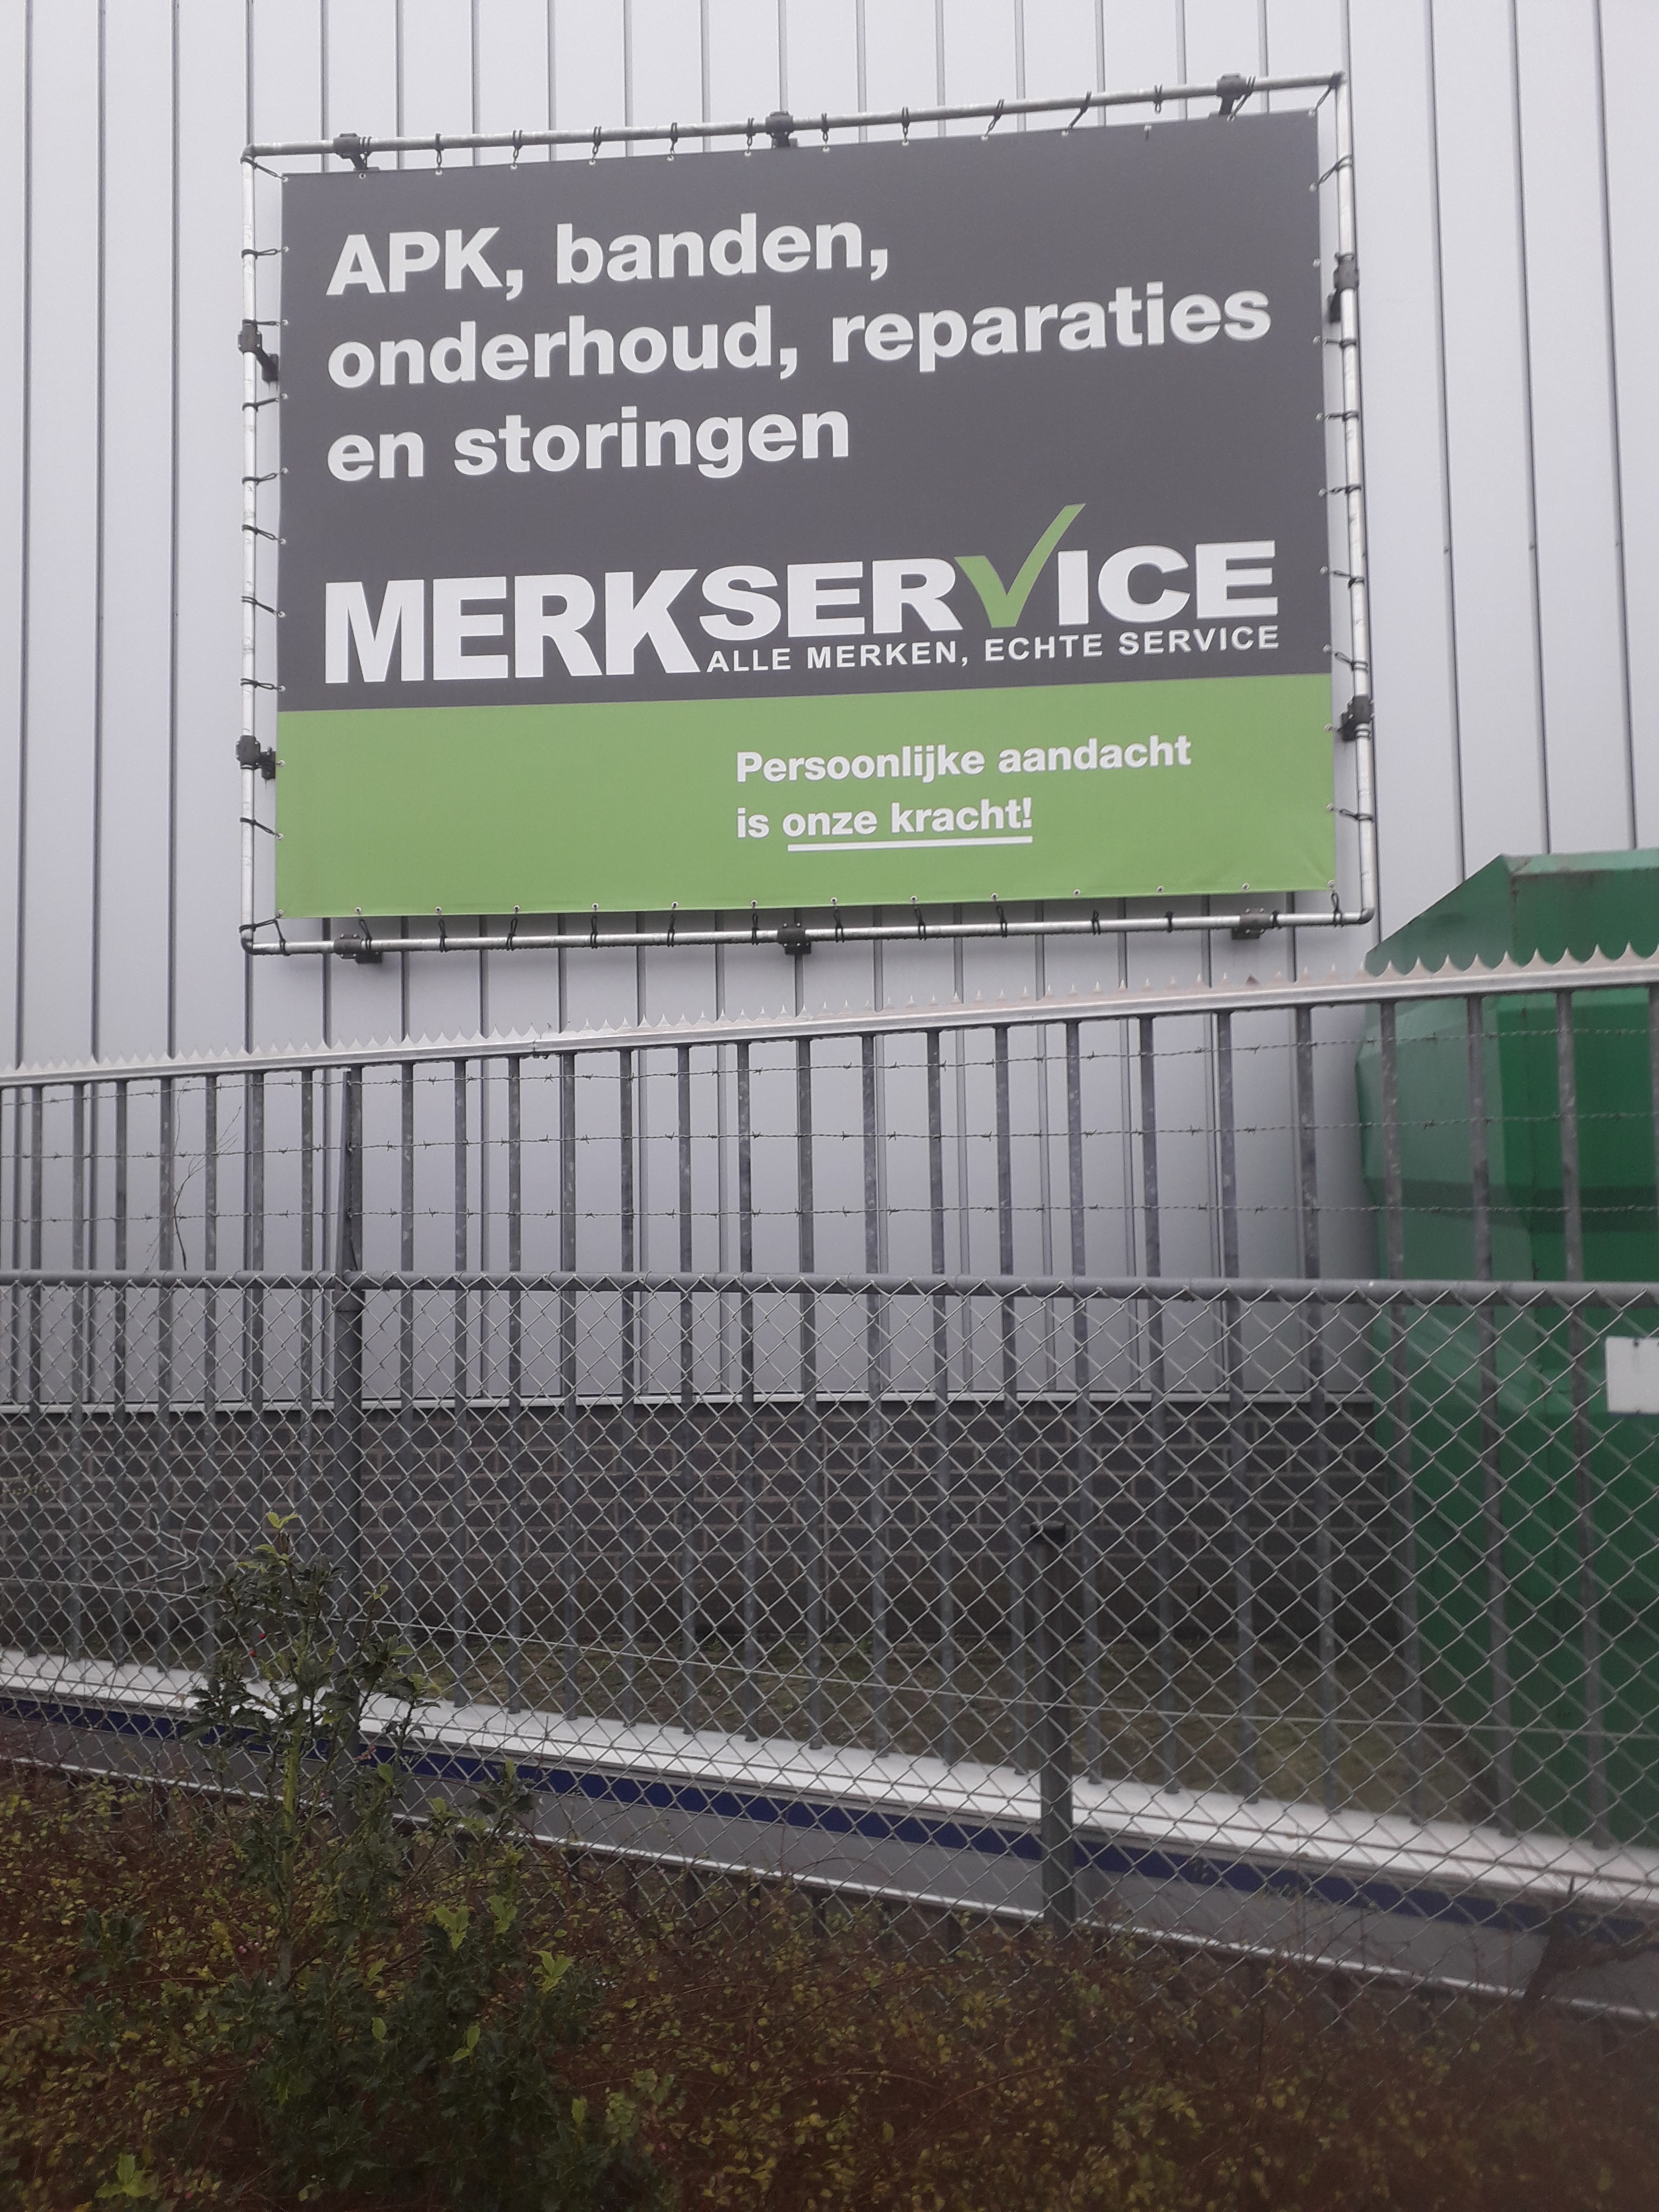 APK, banden,
onderhoud, reparaties
en storingen
MERKSERVICE
ALLE MERKEN, ECHTE SERVICE
Persoonlijke aandacht
is onze kracht!